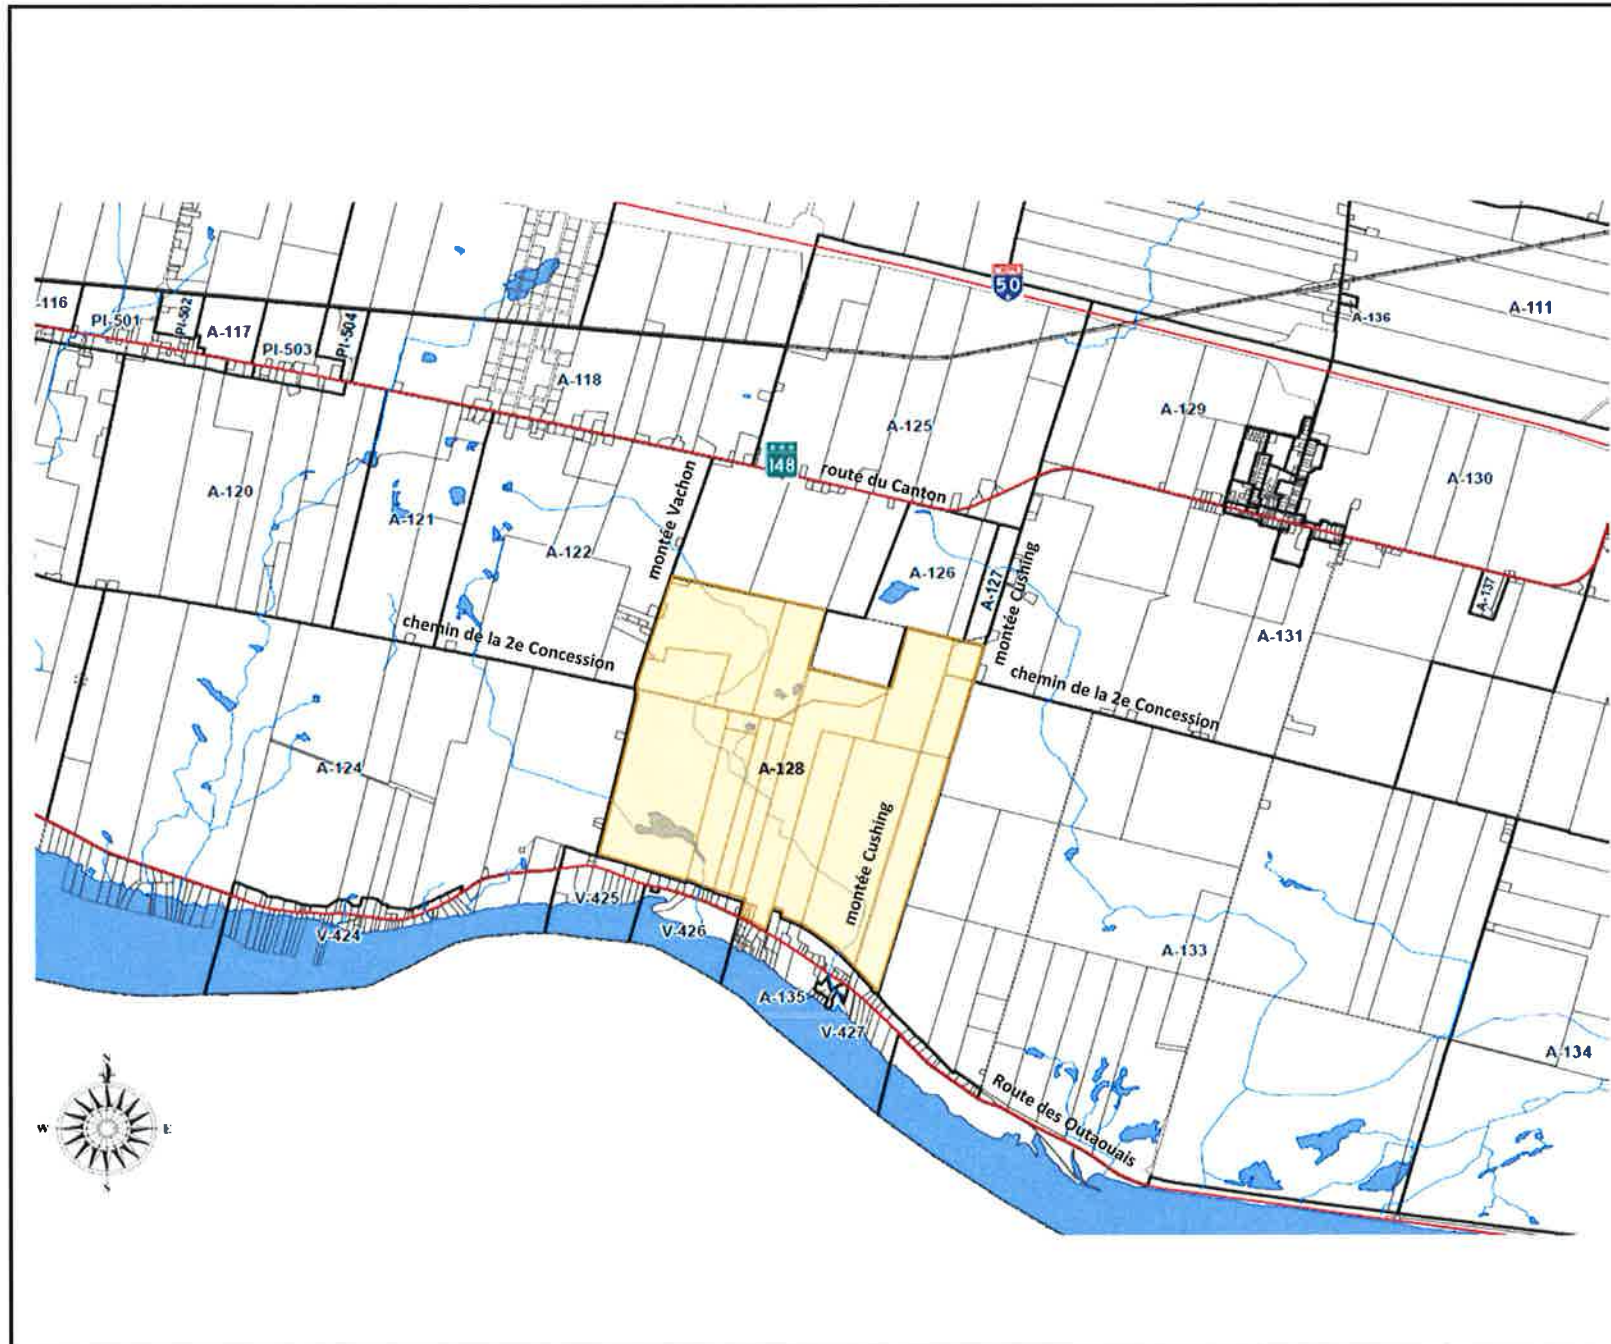 50
A-111
A-136
-116
PI-501
PI-502
A-117
PI-503
PI-504
A-118
A-125
A-129
148
route du Canton
A-120
A-121
A-122
montée Vachon
A-126
A-127
montée Cushing
A-130
A-137
A-131
chemin de la 2e Concession
chemin de la 2e Concession
A-124
A-128
montée Cushing
V-424
V-425
V-426
A-133
A-135
V-427
A-134
Route des Outaouais
N
W
E
S